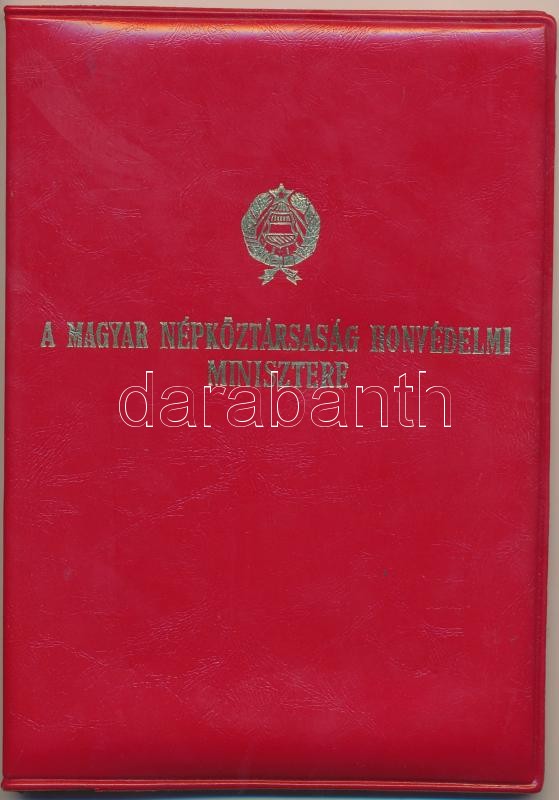 A MAGYAR NÉPKÖZTÁRSASÁG HONVÉDELMI
MINISZTERE
darabanth